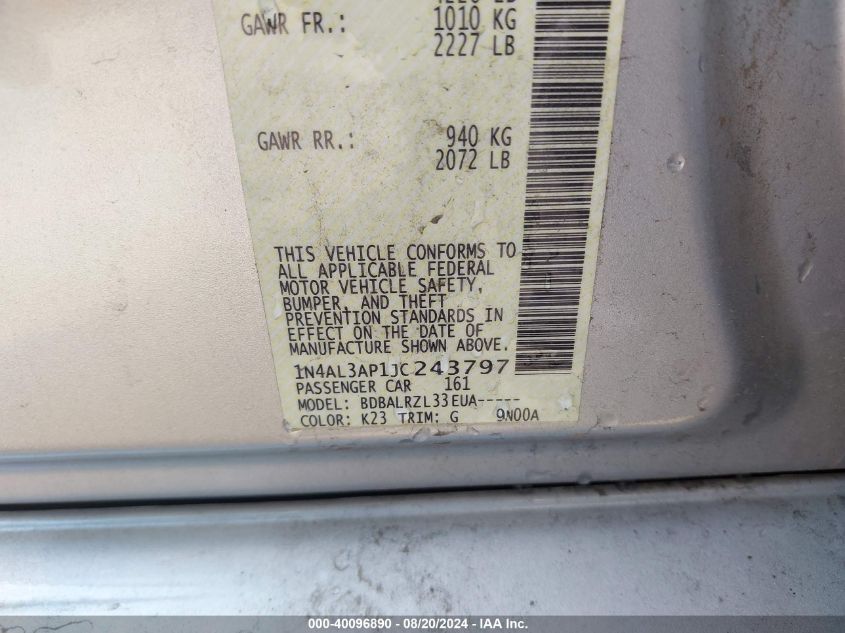 GAWR FR.: 1010 KG
2227 LB
GAWR RR.: 940 KG
2072 LB
THIS VEHICLE CONFORMS TO
ALL APPLICABLE FEDERAL
MOTOR VEHICLE SAFETY,
BUMPER, AND THEFT
PREVENTION STANDARDS IN
EFFECT ON THE DATE OF
MANUFACTURE SHOWN ABOVE.
1N4AL3AP1JC243797
PASSENGER CAR 161
MODEL: BDBALRZL33EUA-----
COLOR: K23 TRIM: G 9N00A
000-40096890 - 08/20/2024 - IAA Inc.